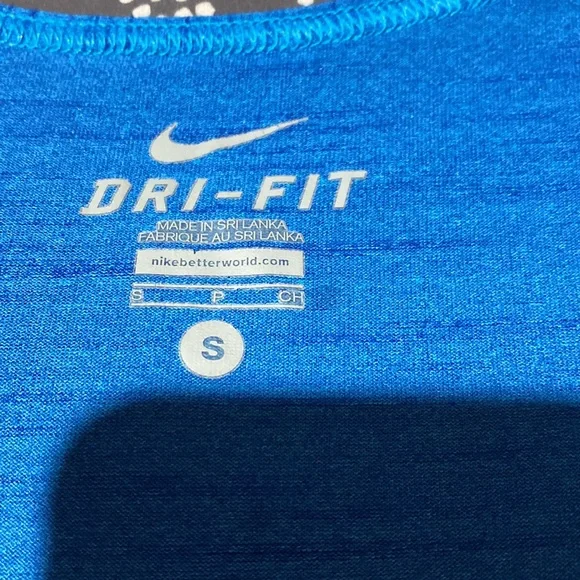 DRI-FIT
MADE IN SRI LANKA
FABRIQUE AU SRI LANKA
nikebetterworld.com
S P CH
S